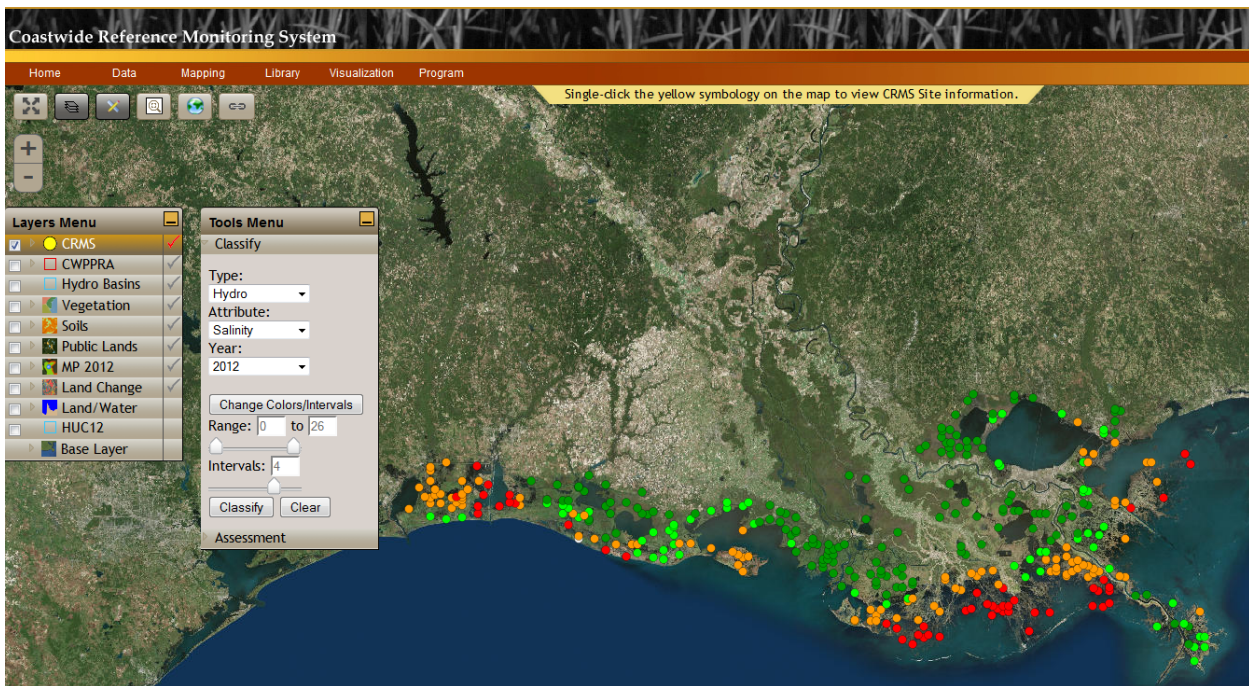 Coastwide Reference Monitoring System
Home Data Mapping Library Visualization Program
Single-click the yellow symbology on the map to view CRMS Site information.
+
-
Layers Menu
CRMS
CWPPRA
Hydro Basins
Vegetation
Soils
Public Lands
MP 2012
Land Change
Land/Water
HUC12
Base Layer
Tools Menu
Classify
Type:
Hydro
Attribute:
Salinity
Year:
2012
Change Colors/Intervals
Range: 0 to 26
Intervals: 4
Classify Clear
Assessment